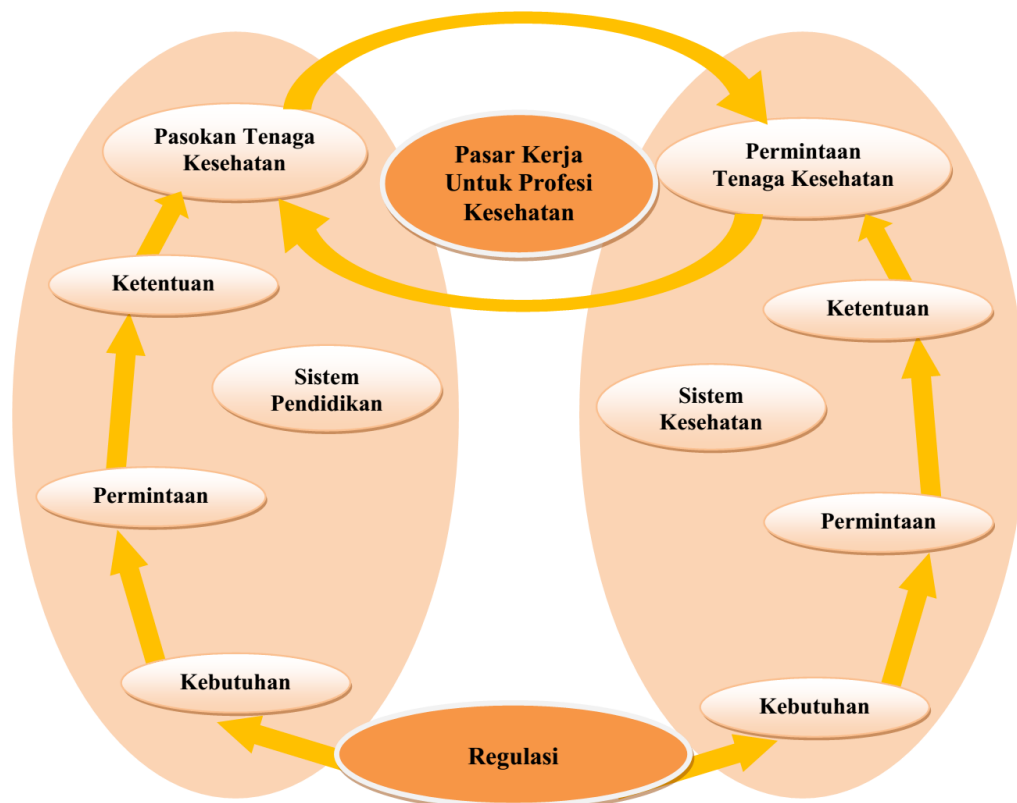 Pasokan Tenaga
Kesehatan
Pasar Kerja
Untuk Profesi
Kesehatan
Permintaan
Tenaga Kesehatan
Ketentuan
Ketentuan
Sistem
Pendidikan
Sistem
Kesehatan
Permintaan
Permintaan
Kebutuhan
Kebutuhan
Regulasi